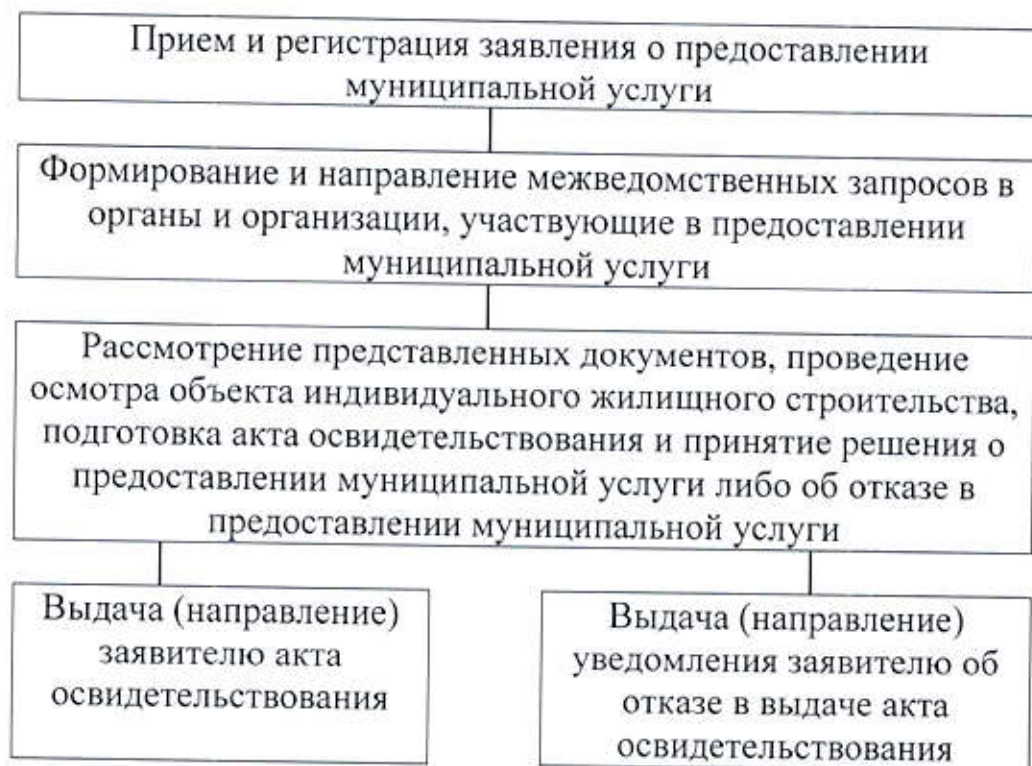 Прием и регистрация заявления о предоставлении
муниципальной услуги
Формирование и направление межведомственных запросов в
органы и организации, участвующие в предоставлении
муниципальной услуги
Рассмотрение представленных документов, проведение
осмотра объекта индивидуального жилищного строительства,
подготовка акта освидетельствования и принятие решения о
предоставлении муниципальной услуги либо об отказе в
предоставлении муниципальной услуги
Выдача (направление)
заявителю акта
освидетельствования
Выдача (направление)
уведомления заявителю об
отказе в выдаче акта
освидетельствования